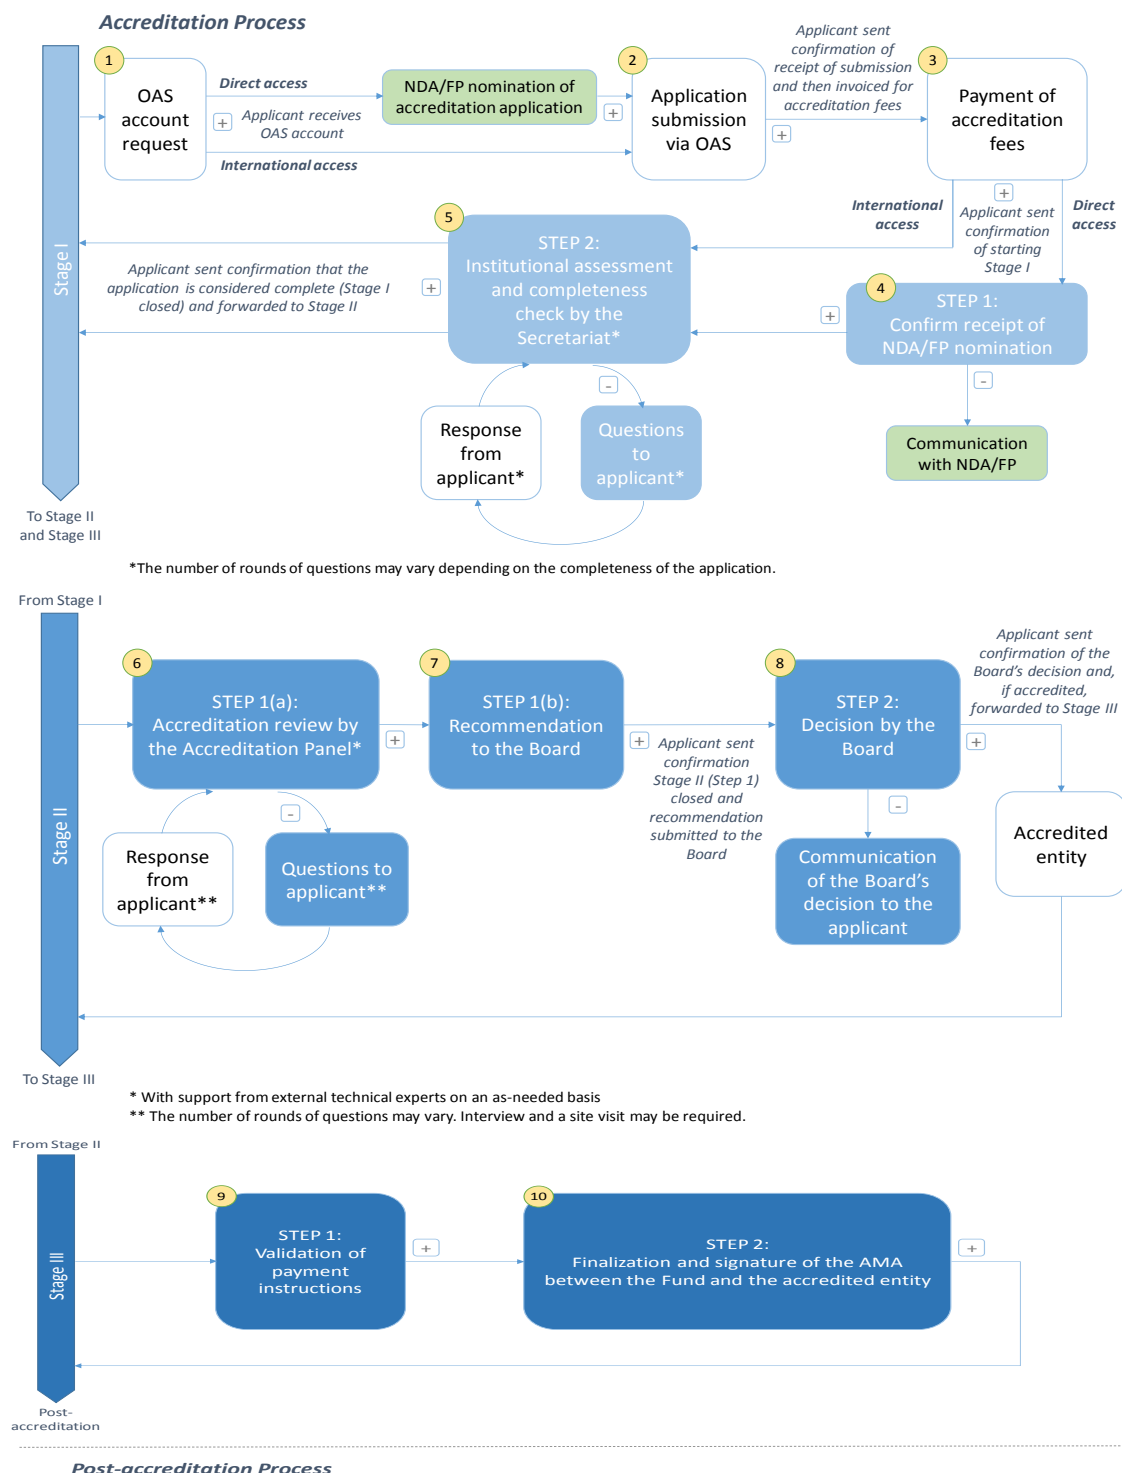 Accreditation Process
1
OAS
account
request
Direct access
+
Applicant receives
OAS account
International access
NDA/FP nomination of
accreditation application
+
2
Application
submission
via OAS
Applicant sent
confirmation of
receipt of submission
and then invoiced for
accreditation fees
+
3
Payment of
accreditation
fees
International
access
+
Applicant sent
confirmation
of starting
Stage I
Direct
access
4
STEP 1:
Confirm receipt of
NDA/FP nomination
+
-
Communication
with NDA/FP
5
STEP 2:
Institutional assessment
and completeness
check by the
Secretariat*
+
Applicant sent confirmation that the
application is considered complete (Stage I
closed) and forwarded to Stage II
-
Response
from
applicant*
Questions
to
applicant*
Stage I
To Stage II
and Stage III
*The number of rounds of questions may vary depending on the completeness of the application.
From Stage I
Stage II
6
STEP 1(a):
Accreditation review by
the Accreditation Panel*
+
-
Response
from
applicant**
Questions to
applicant**
7
STEP 1(b):
Recommendation
to the Board
+
Applicant sent
confirmation
Stage II (Step 1)
closed and
recommendation
submitted to the
Board
8
STEP 2:
Decision by the
Board
+
-
Applicant sent
confirmation of the
Board's decision and,
if accredited,
forwarded to Stage III
Communication
of the Board's
decision to the
applicant
Accredited
entity
To Stage III
* With support from external technical experts on an as-needed basis
** The number of rounds of questions may vary. Interview and a site visit may be required.
From Stage II
Stage III
9
STEP 1:
Validation of
payment
instructions
+
10
STEP 2:
Finalization and signature of the AMA
between the Fund and the accredited entity
+
Post-
accreditation
Post-accreditation Process